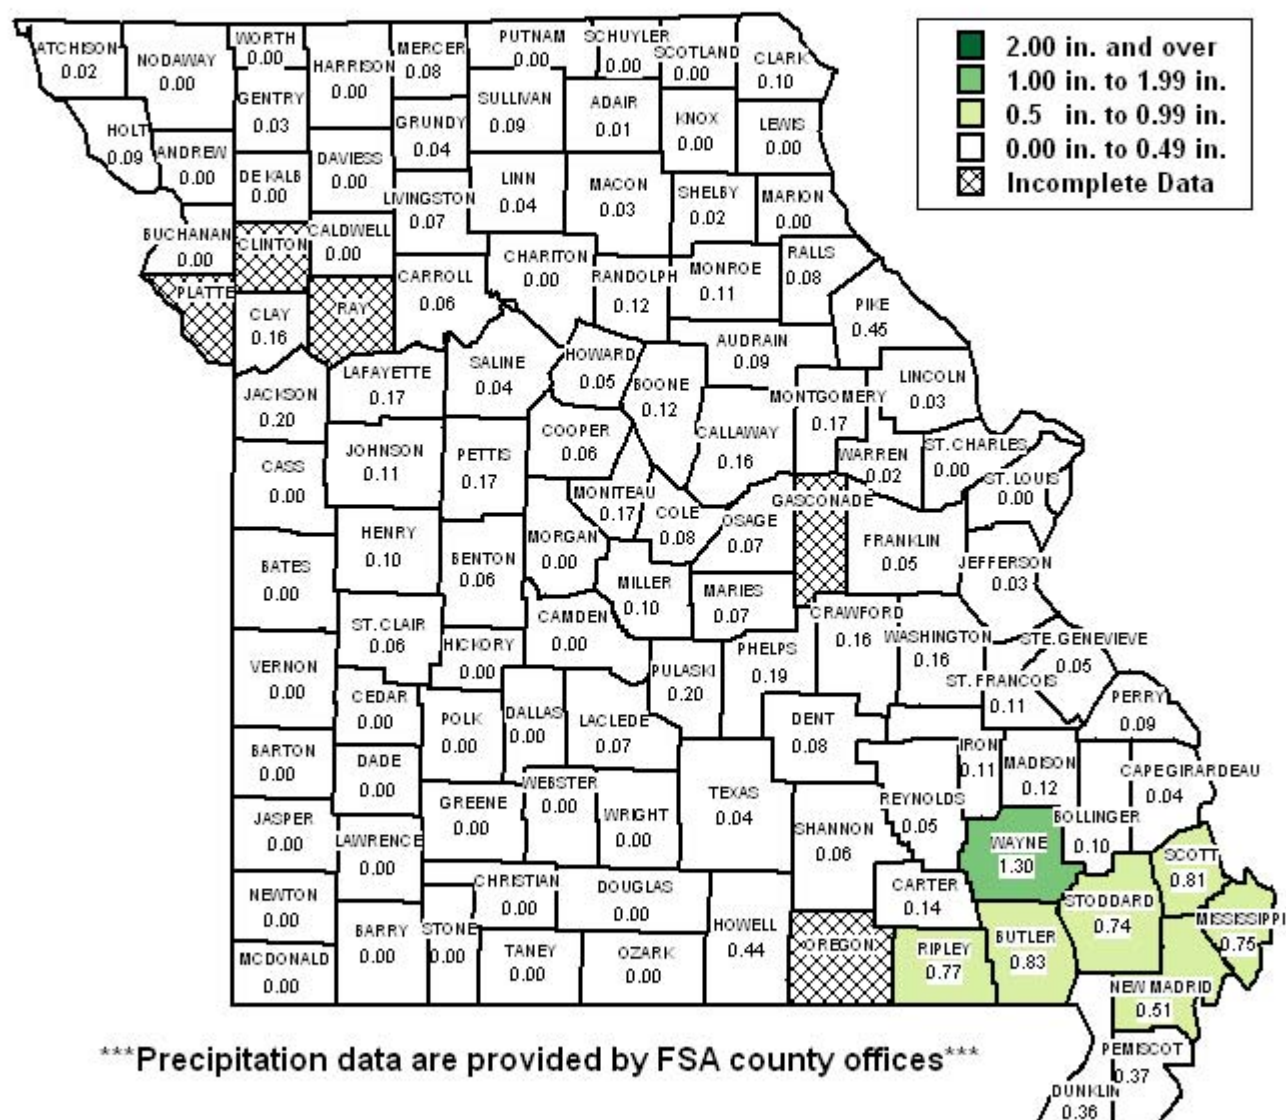 2.00 in. and over
1.00 in. to 1.99 in.
0.5 in. to 0.99 in.
0.00 in. to 0.49 in.
Incomplete Data
ATCHISON
0.02
NODAWAY
0.00
WORTH
0.00
HARRISON
0.00
MERCER
0.08
PUTNAM
0.00
SCHUYLER
0.00
SCOTLAND
0.00
CLARK
0.10
GENTRY
0.03
SULLIVAN
0.09
ADAIR
0.01
KNOX
0.00
LEWIS
0.00
HOLT
0.09
ANDREW
0.00
GRUNDY
0.04
DE KALB
0.00
DAVIESS
0.00
LIVINGSTON
0.07
LINN
0.04
MACON
0.03
SHELBY
0.02
MARION
0.00
BUCHANAN
0.00
CLINTON
CALDWELL
0.00
CARROLL
0.06
CHARITON
0.00
RANDOLPH
0.12
MONROE
0.11
RALLS
0.08
PLATTE
CLAY
0.16
RAY
PIKE
0.45
AUDRAIN
0.09
LAFAYETTE
0.17
SALINE
0.04
HOWARD
0.05
BOONE
0.12
MONTGOMERY
0.17
LINCOLN
0.03
JACKSON
0.20
JOHNSON
0.11
PETTIS
0.17
COOPER
0.06
CALLAWAY
0.16
WARREN
0.02
ST. CHARLES
0.00
ST. LOUIS
0.00
CASS
0.00
MONITEAU
0.17
COLE
0.08
OSAGE
0.07
GASCONADE
FRANKLIN
0.05
JEFFERSON
0.03
HENRY
0.10
BENTON
0.06
MORGAN
0.00
MILLER
0.10
MARIES
0.07
BATES
0.00
ST. CLAIR
0.06
HICKORY
0.00
CAMDEN
0.00
PULASKI
0.20
PHELPS
0.19
CRAWFORD
0.16
WASHINGTON
0.16
STE. GENEVIEVE
0.05
ST. FRANCOIS
0.11
PERRY
0.09
VERNON
0.00
CEDAR
0.00
POLK
0.00
DALLAS
0.00
LACLEDE
0.07
DENT
0.08
IRON
0.11
MADISON
0.12
CAPE GIRARDEAU
0.04
BARTON
0.00
DADE
0.00
GREENE
0.00
WEBSTER
0.00
WRIGHT
0.00
TEXAS
0.04
SHANNON
0.06
REYNOLDS
0.05
WAYNE
1.30
BOLLINGER
0.10
SCOTT
0.81
JASPER
0.00
LAWRENCE
0.00
CHRISTIAN
0.00
DOUGLAS
0.00
HOWELL
0.44
CARTER
0.14
STODDARD
0.74
MISSISSIPPI
0.75
NEWTON
0.00
BARRY
0.00
STONE
0.00
TANEY
0.00
OZARK
0.00
OREGON
RIPLEY
0.77
BUTLER
0.83
NEW MADRID
0.51
MCDONALD
0.00
PEMISCOT
0.37
DUNKLIN
0.36
***Precipitation data are provided by FSA county offices***